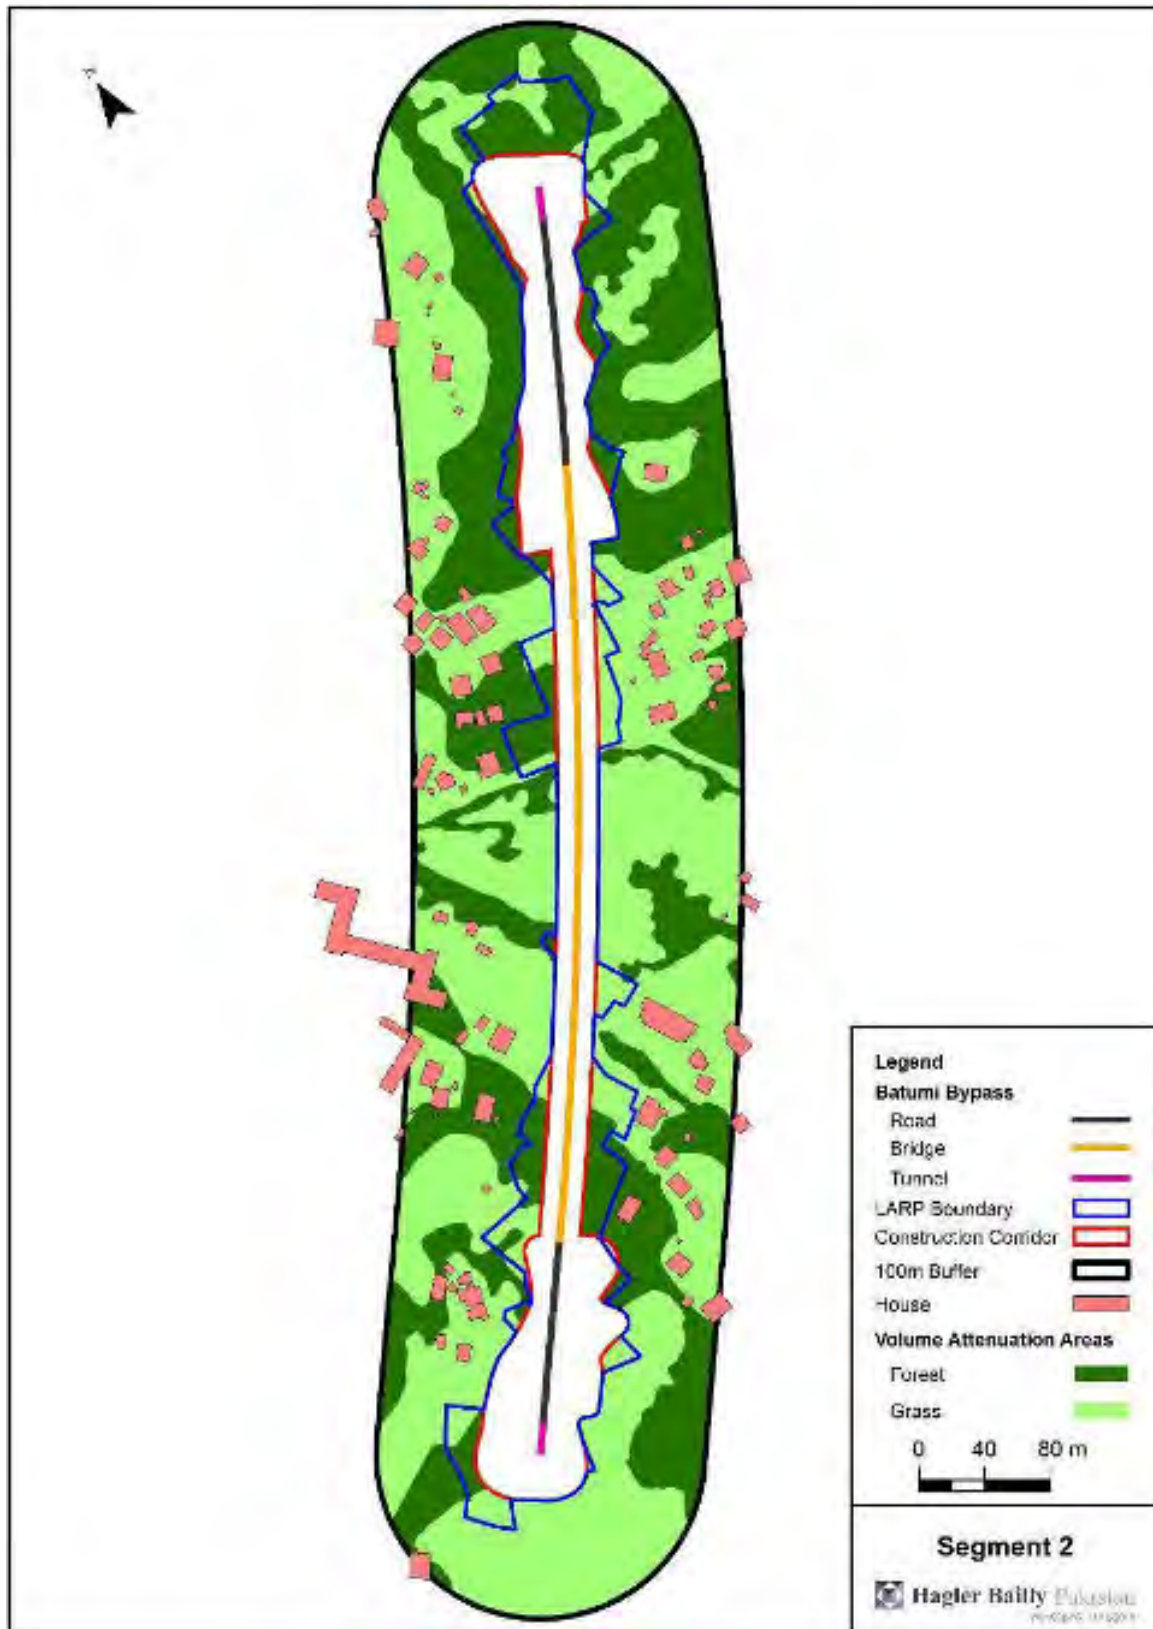 Legend
Batumi Bypass
Road
Bridge
Tunnel
LARP Boundary
Construction Corridor
100m Buffer
House
Volume Attenuation Areas
Forest
Grass
0 40 80 m
Segment 2
Hagler Bailly Pakistan